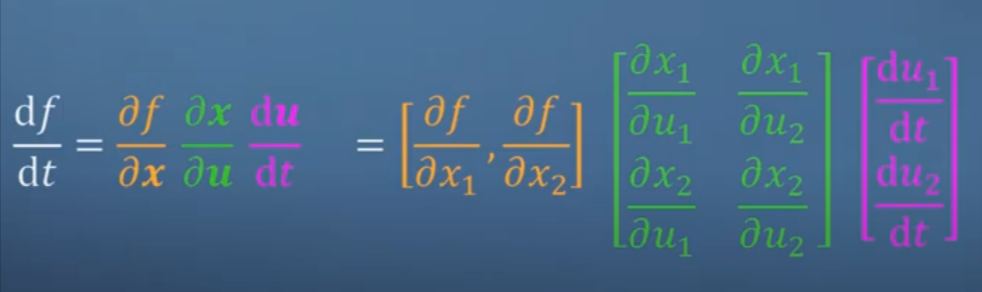 df/dt = ∂f/∂x ∂x/∂u du/dt = [∂f/∂x₁, ∂f/∂x₂] [∂x₁/∂u₁ ∂x₁/∂u₂; ∂x₂/∂u₁ ∂x₂/∂u₂] [du₁/dt; du₂/dt]